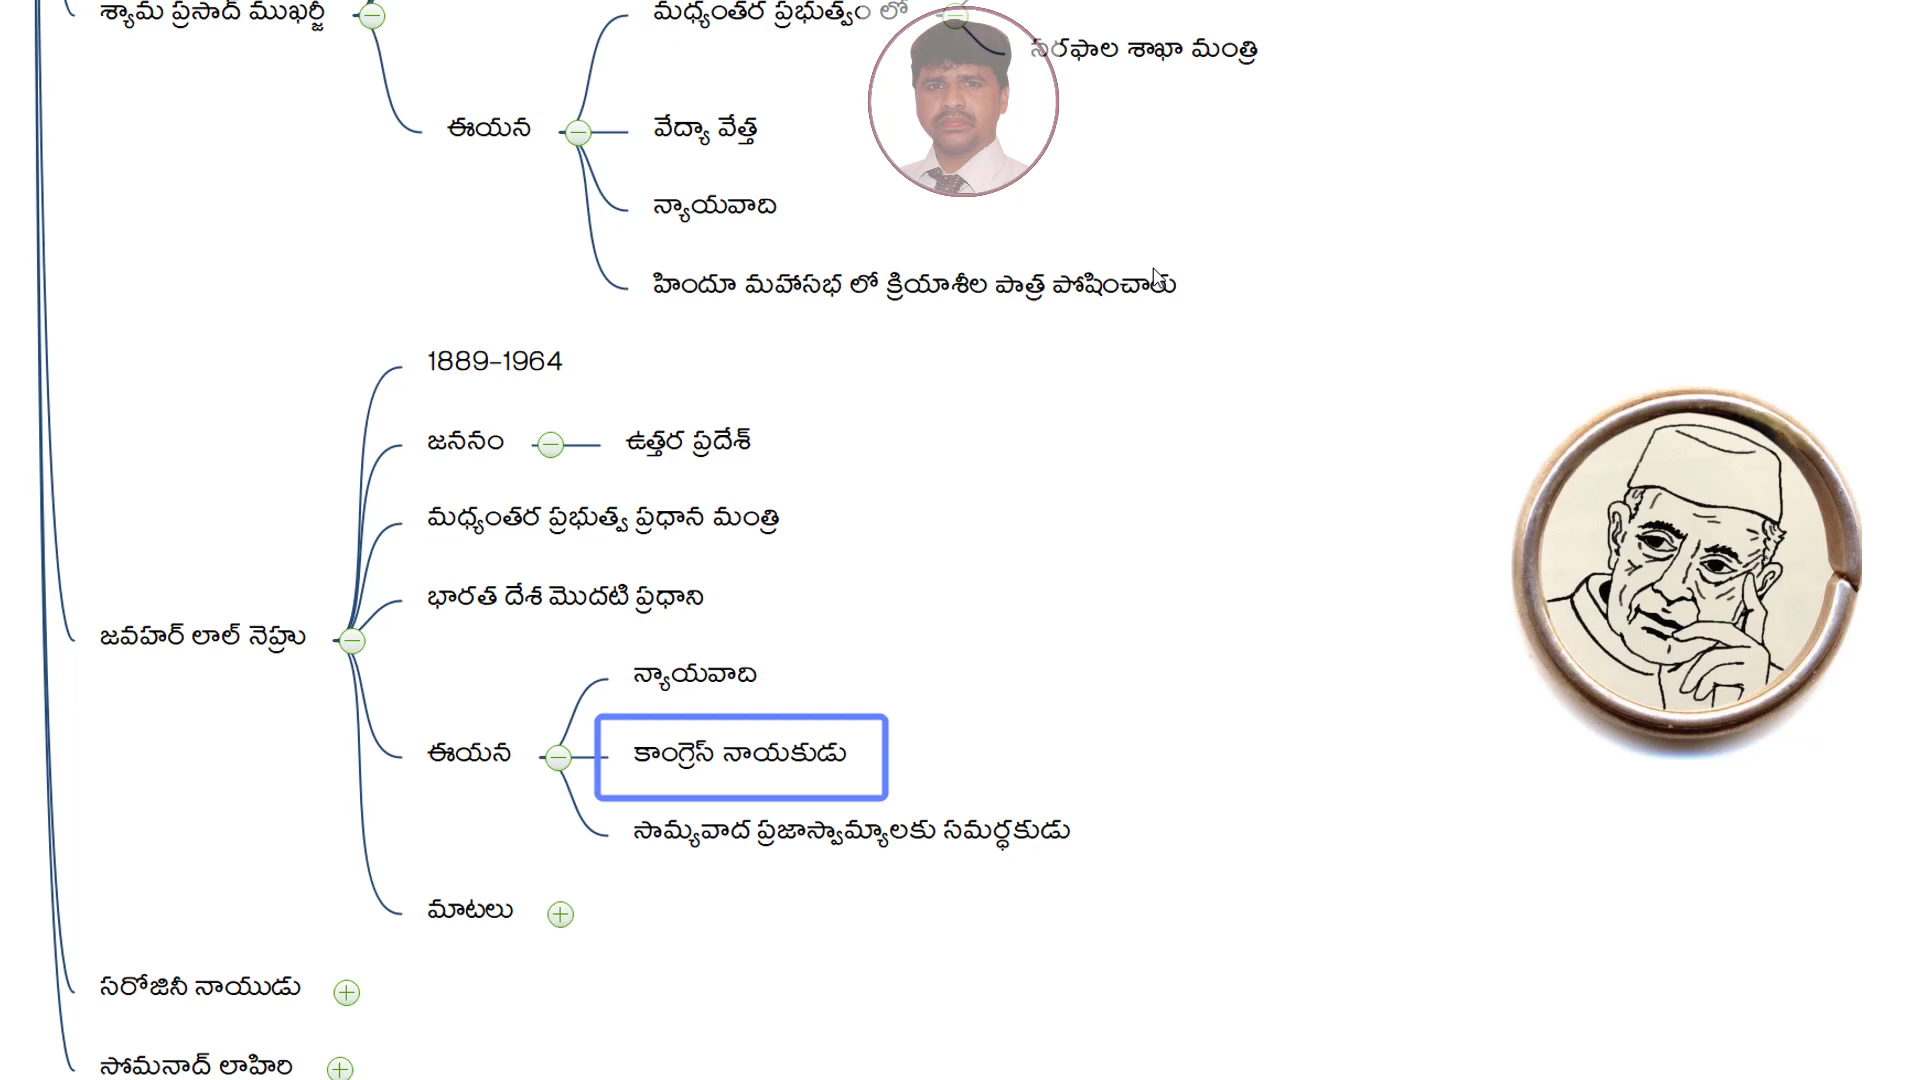 శ్యామ ప్రసాద్ ముఖర్జీ
మధ్యంతర ప్రభుత్వం లో
సరఫాల శాఖా మంత్రి
ఈయన
వేద్యా వేత్త
న్యాయవాది
హిందూ మహాసభ లో క్రియాశీల పాత్ర పోషించారు
1889-1964
జననం
ఉత్తర ప్రదేశ్
మధ్యంతర ప్రభుత్వ ప్రధాన మంత్రి
భారత దేశ మొదటి ప్రధాని
జవహర్ లాల్ నెహ్రు
న్యాయవాది
ఈయన
కాంగ్రెస్ నాయకుడు
సామ్యవాద ప్రజాస్వామ్యాలకు సమర్ధకుడు
మాటలు
సరోజినీ నాయుడు
సోమనాద్ లాహిరి